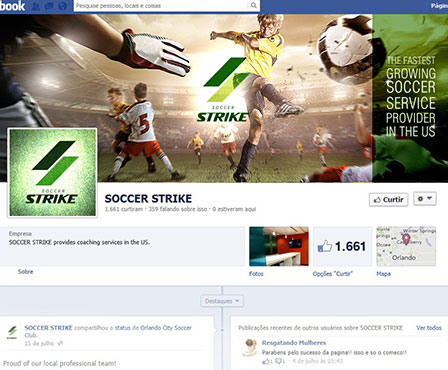 book
Pesquise pessoas, locais e coisas
Págin
SOCCER
STRIKE
THE FASTEST
GROWING
SOCCER
SERVICE
PROVIDER
IN THE US
SOCCER
STRIKE
SOCCER STRIKE
1.661 curtiram · 359 falando sobre isso · 0 estiveram aqui
Curtir
Empresa
SOCCER STRIKE provides coaching services in the US.
1.661
Winter Springs
Orlando
Sobre
Fotos
Opções "Curtir"
Mapa
Destaques
SOCCER STRIKE compartilhou o status de Orlando City Soccer
Club.
11 de julho
Proud of our local professional team!
Publicações recentes de outros usuários sobre SOCCER STRIKE
Ver todos
Resgatando Mulheres
Parabens pelo sucesso da pagina!! isso e so o comeco!!
1 · 1 · 4 de julho às 05:42